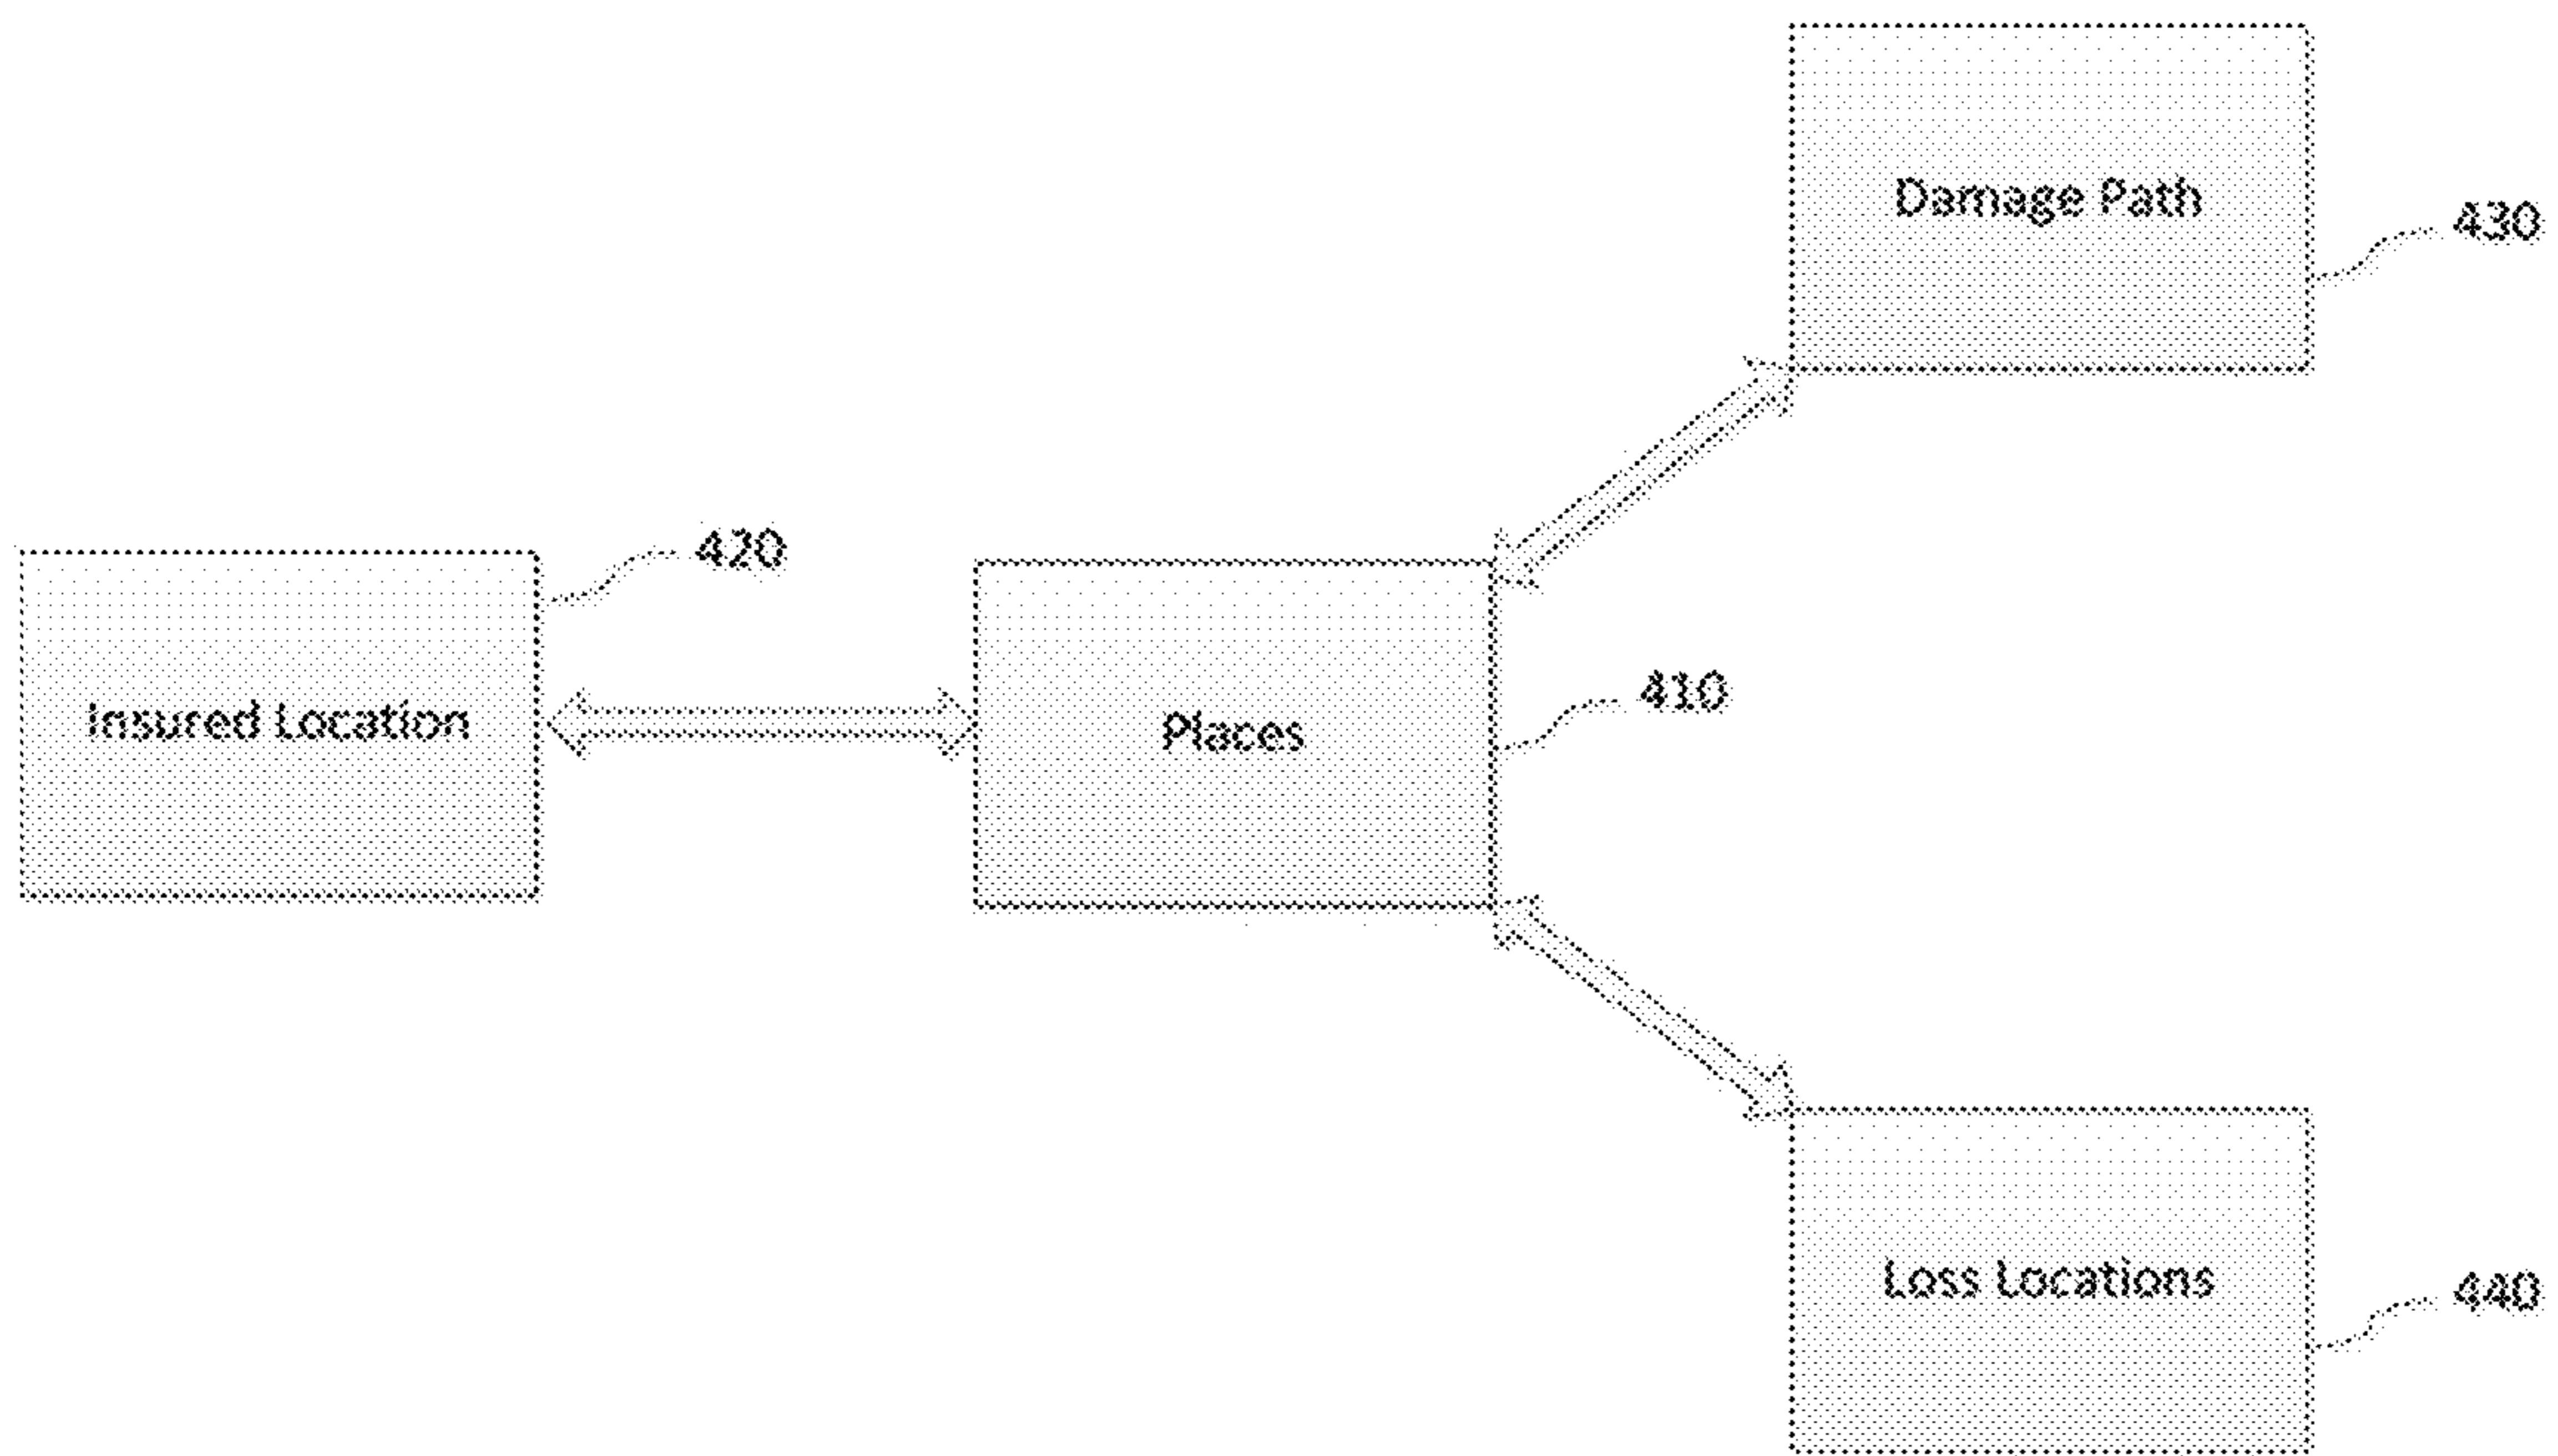 Damage Path
430
420
Insured Location
Places
410
Loss Locations
440